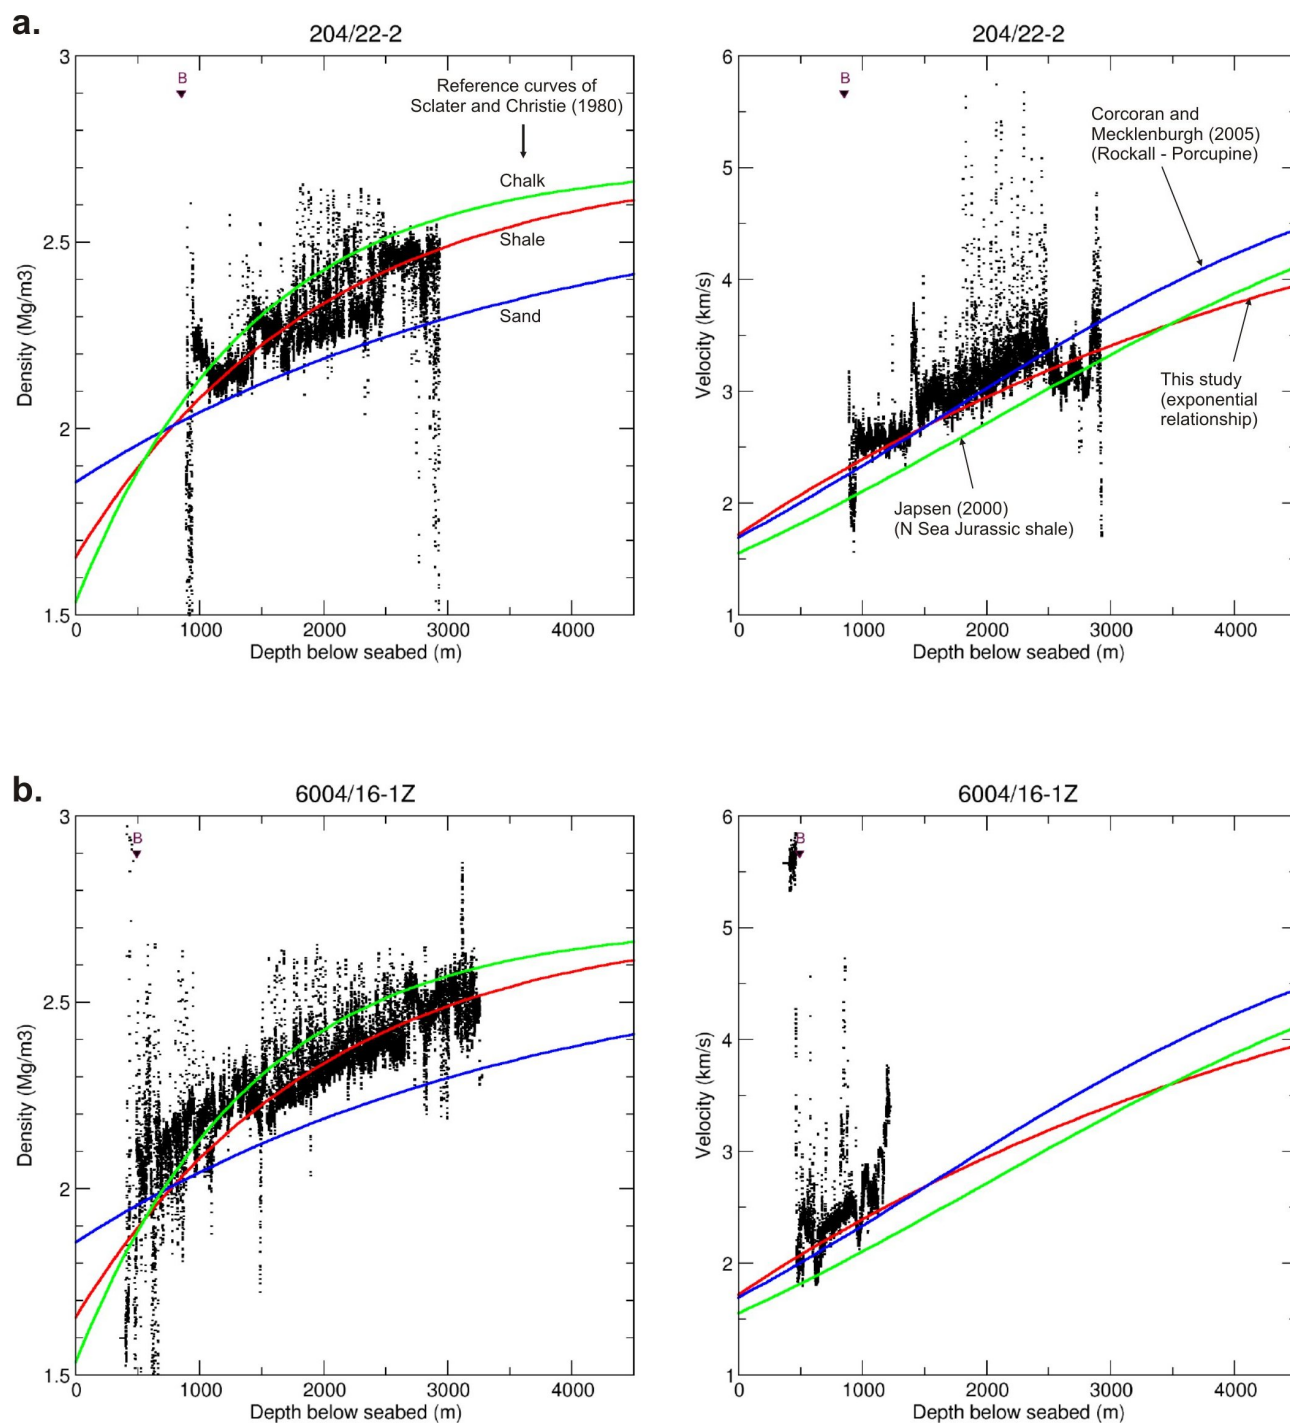 a.
204/22-2
3
2.5
2
1.5
Density (Mg/m3)
B
Reference curves of
Sclater and Christie (1980)
Chalk
Shale
Sand
0 1000 2000 3000 4000
Depth below seabed (m)
204/22-2
6
5
4
3
2
1
Velocity (km/s)
B
Corcoran and
Mecklenburgh (2005)
(Rockall - Porcupine)
This study
(exponential
relationship)
Japsen (2000)
(N Sea Jurassic shale)
0 1000 2000 3000 4000
Depth below seabed (m)
b.
6004/16-1Z
3
2.5
2
1.5
Density (Mg/m3)
B
0 1000 2000 3000 4000
Depth below seabed (m)
6004/16-1Z
6
5
4
3
2
1
Velocity (km/s)
B
0 1000 2000 3000 4000
Depth below seabed (m)